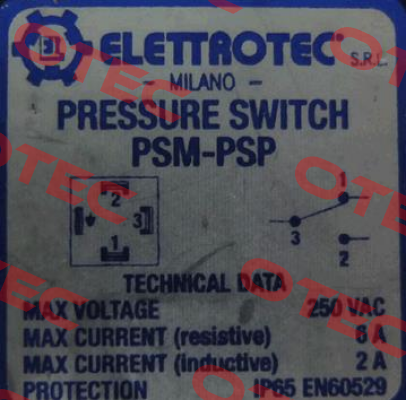 EL ELETTROTEC S.R.L.
- MILANO -
PRESSURE SWITCH
PSM-PSP
2
3
1
1
3
2
TECHNICAL DATA
MAX VOLTAGE 250 VAC
MAX CURRENT (resistive) 6 A
MAX CURRENT (inductive) 2 A
PROTECTION IP65 EN60529